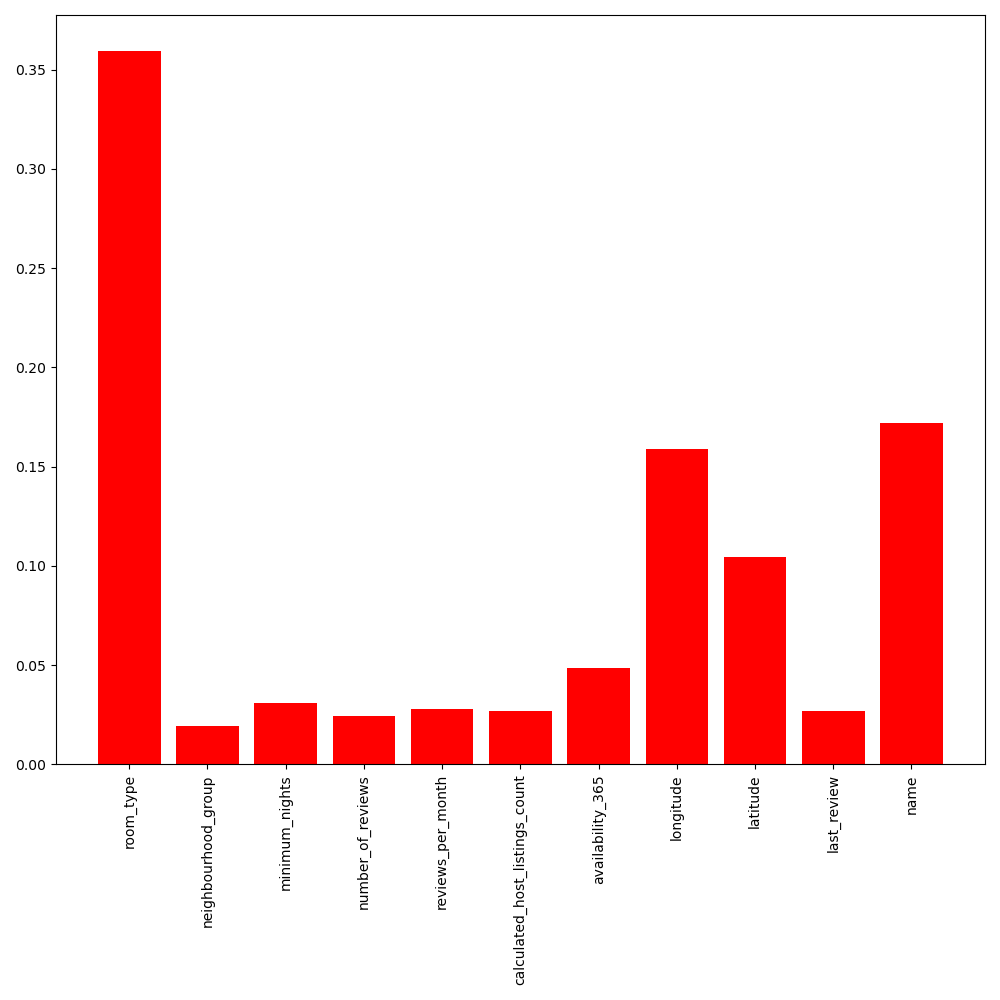 0.35
0.30
0.25
0.20
0.15
0.10
0.05
0.00
room_type
neighbourhood_group
minimum_nights
number_of_reviews
reviews_per_month
calculated_host_listings_count
availability_365
longitude
latitude
last_review
name